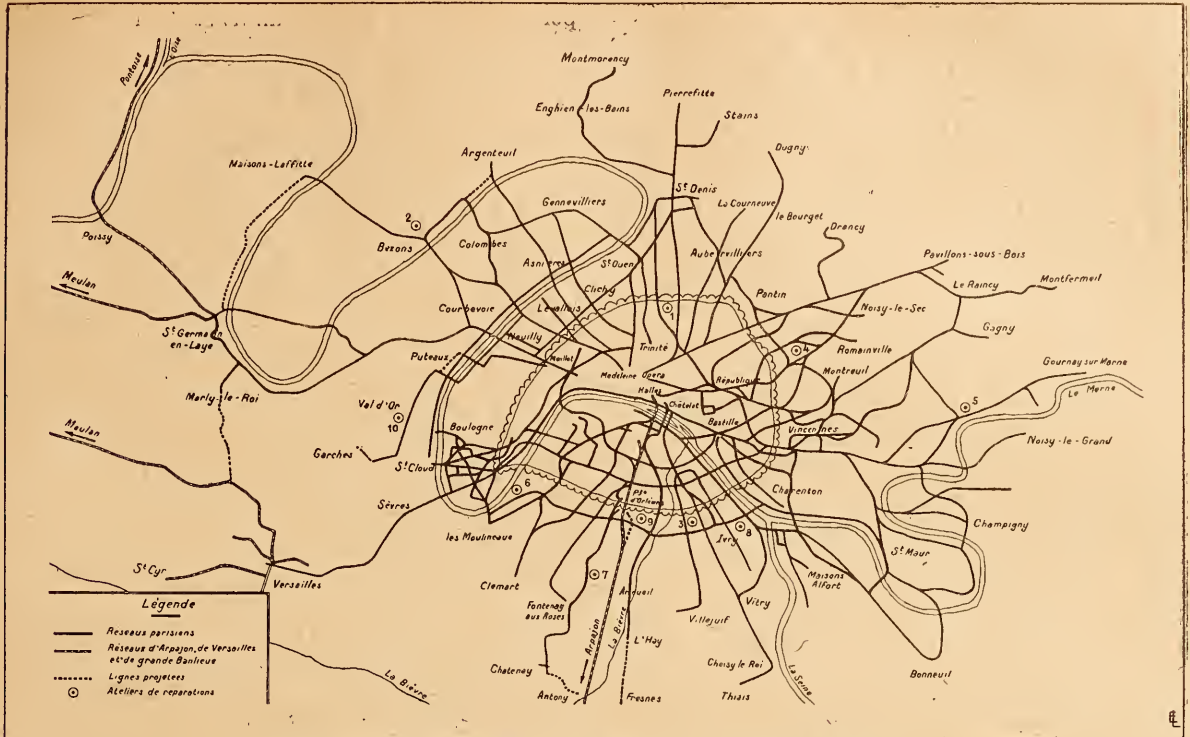 Pontoise
Oise
Montmorency
Enghien-les-Bains
Pierrefitte
Stains
Dugny
Argenteuil
Maisons-Laffitte
St Denis
La Courneuve
le Bourget
Drancy
Gennevilliers
2
Bezons
Colombes
Asnières
St Ouen
Aubervilliers
Pavillons-sous-Bois
Poissy
Clichy
Pantin
Le Raincy
Montfermeil
Meulan
Courbevoie
Levallois
1
Noisy-le-Sec
St Germain
en-Laye
Neuilly
Trinité
4
Romainville
Gagny
Puteaux
Maillot
Madeleine
Opéra
République
Montreuil
Gournay sur Marne
La Marne
Marly-le-Roi
Halles
Châtelet
Val d'Or
10
Bastille
Vincennes
5
Meulan
Boulogne
Noisy-le-Grand
Garches
St Cloud
Charenton
6
Pte
d'Orléans
Sèvres
9
3
8
Champigny
les Moulineaux
Ivry
St Maur
St Cyr
Versailles
Clamart
7
Arcueil
Maisons
Alfort
Fontenay
aux Roses
Villejuif
Vitry
Arpajon
La Bièvre
L'Hay
Chatenay
Choisy le Roi
La Seine
Bonneuil
Antony
Fresnes
Thiais
La Bièvre
Légende
Réseaux parisiens
Réseaux d'Arpajon, de Versailles
et de grande Banlieue
Lignes projetées
Ateliers de réparations